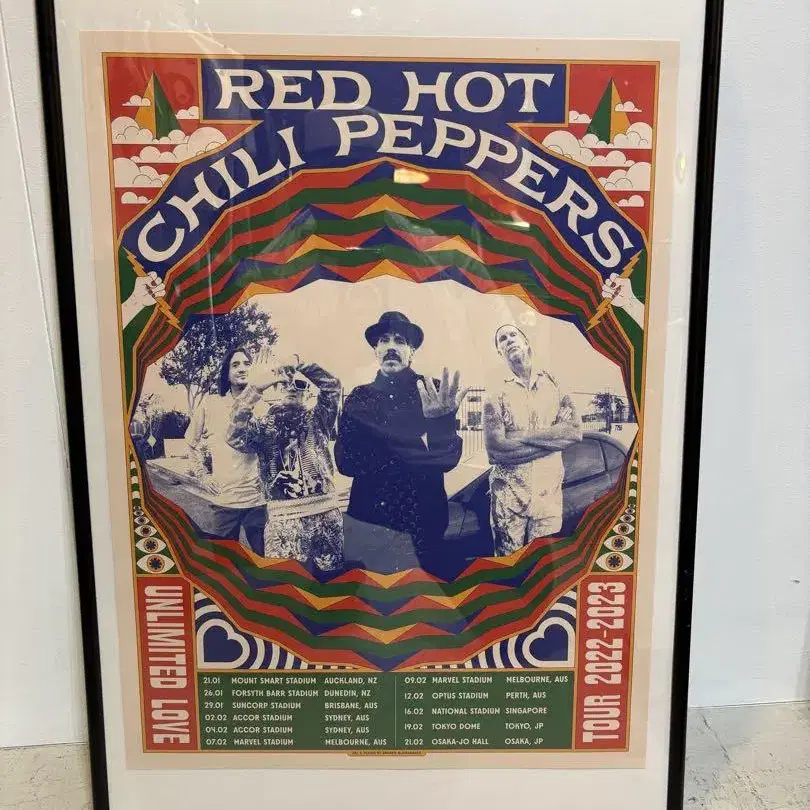 RED HOT
CHILI PEPPERS
UNLIMITED LOVE
TOUR 2022-2023
21.01 MOUNT SMART STADIUM AUCKLAND, NZ
26.01 FORSYTH BARR STADIUM DUNEDIN, NZ
29.01 SUNCORP STADIUM BRISBANE, AUS
02.02 ACCOR STADIUM SYDNEY, AUS
04.02 ACCOR STADIUM SYDNEY, AUS
07.02 MARVEL STADIUM MELBOURNE, AUS
09.02 MARVEL STADIUM MELBOURNE, AUS
12.02 OPTUS STADIUM PERTH, AUS
16.02 NATIONAL STADIUM SINGAPORE
19.02 TOKYO DOME TOKYO, JP
21.02 OSAKA-JO HALL OSAKA, JP